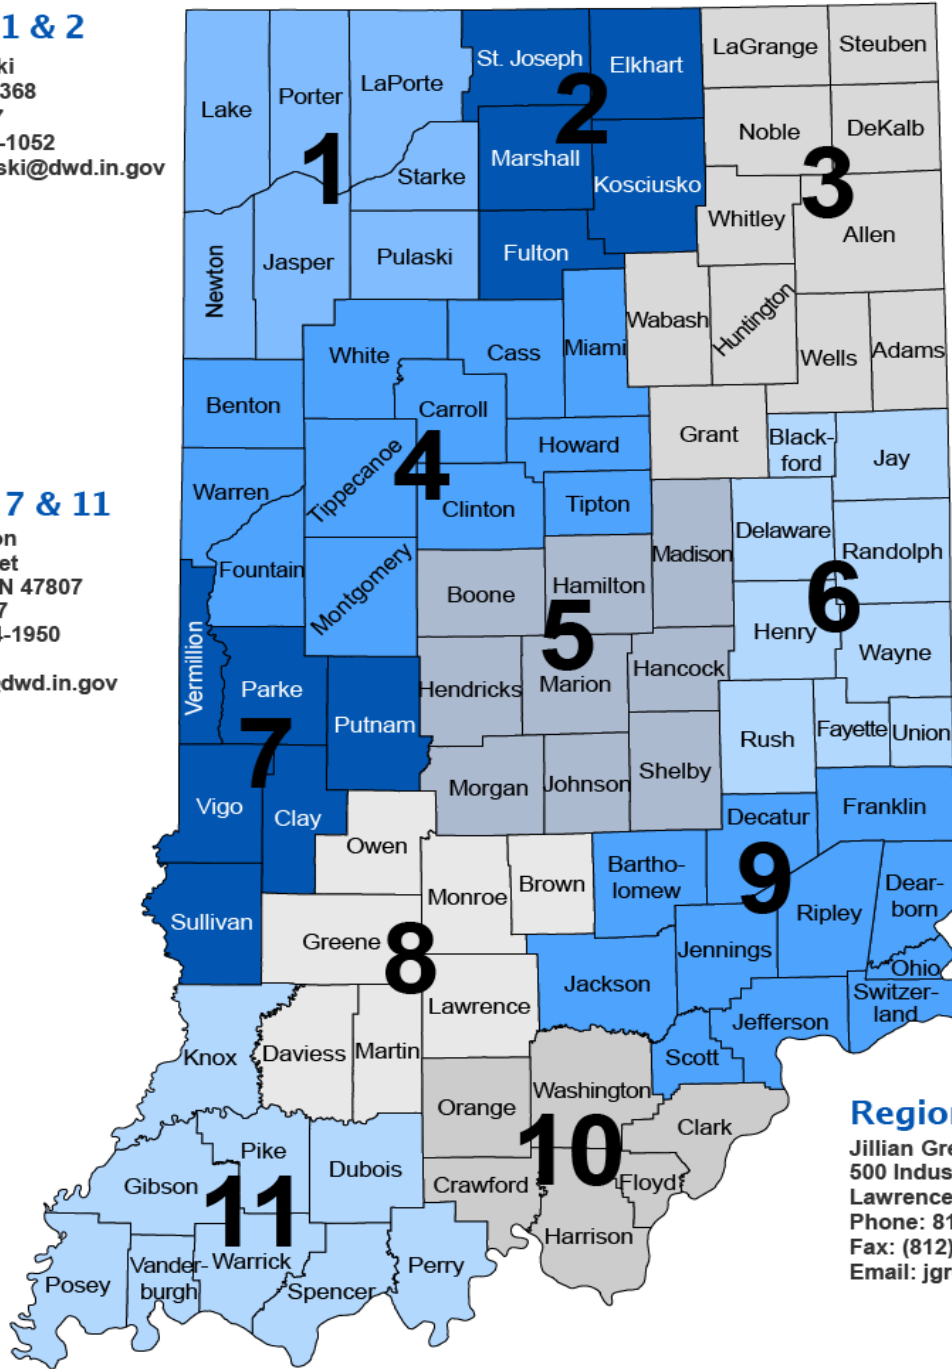 1 & 2
ki
368
7
-1052
ski@dwd.in.gov
7 & 11
on
et
N 47807
7
4-1950
@dwd.in.gov
Lake
Porter
LaPorte
St. Joseph
Elkhart
LaGrange
Steuben
Noble
DeKalb
1
2
3
Starke
Marshall
Kosciusko
Whitley
Allen
Newton
Jasper
Pulaski
Fulton
Wabash
Huntington
Wells
Adams
White
Cass
Miami
Benton
Carroll
Grant
Black-
ford
Jay
Howard
Warren
Tippecanoe
4
Clinton
Tipton
Madison
Delaware
Randolph
Fountain
Montgomery
Boone
Hamilton
5
6
Henry
Wayne
Vermillion
Parke
Putnam
Hendricks
Marion
Hancock
7
Rush
Fayette
Union
Vigo
Clay
Morgan
Johnson
Shelby
Decatur
Franklin
Owen
Monroe
Brown
Bartho-
lomew
9
Ripley
Dear-
born
Sullivan
Greene
8
Jennings
Ohio
Lawrence
Jackson
Switzer-
land
Jefferson
Knox
Daviess
Martin
Scott
Orange
Washington
Clark
10
Pike
Dubois
Crawford
Floyd
Gibson
11
Harrison
Posey
Vander-
burgh
Warrick
Spencer
Perry
Region
Jillian Gre
500 Indus
Lawrence
Phone: 81
Fax: (812)
Email: jgr